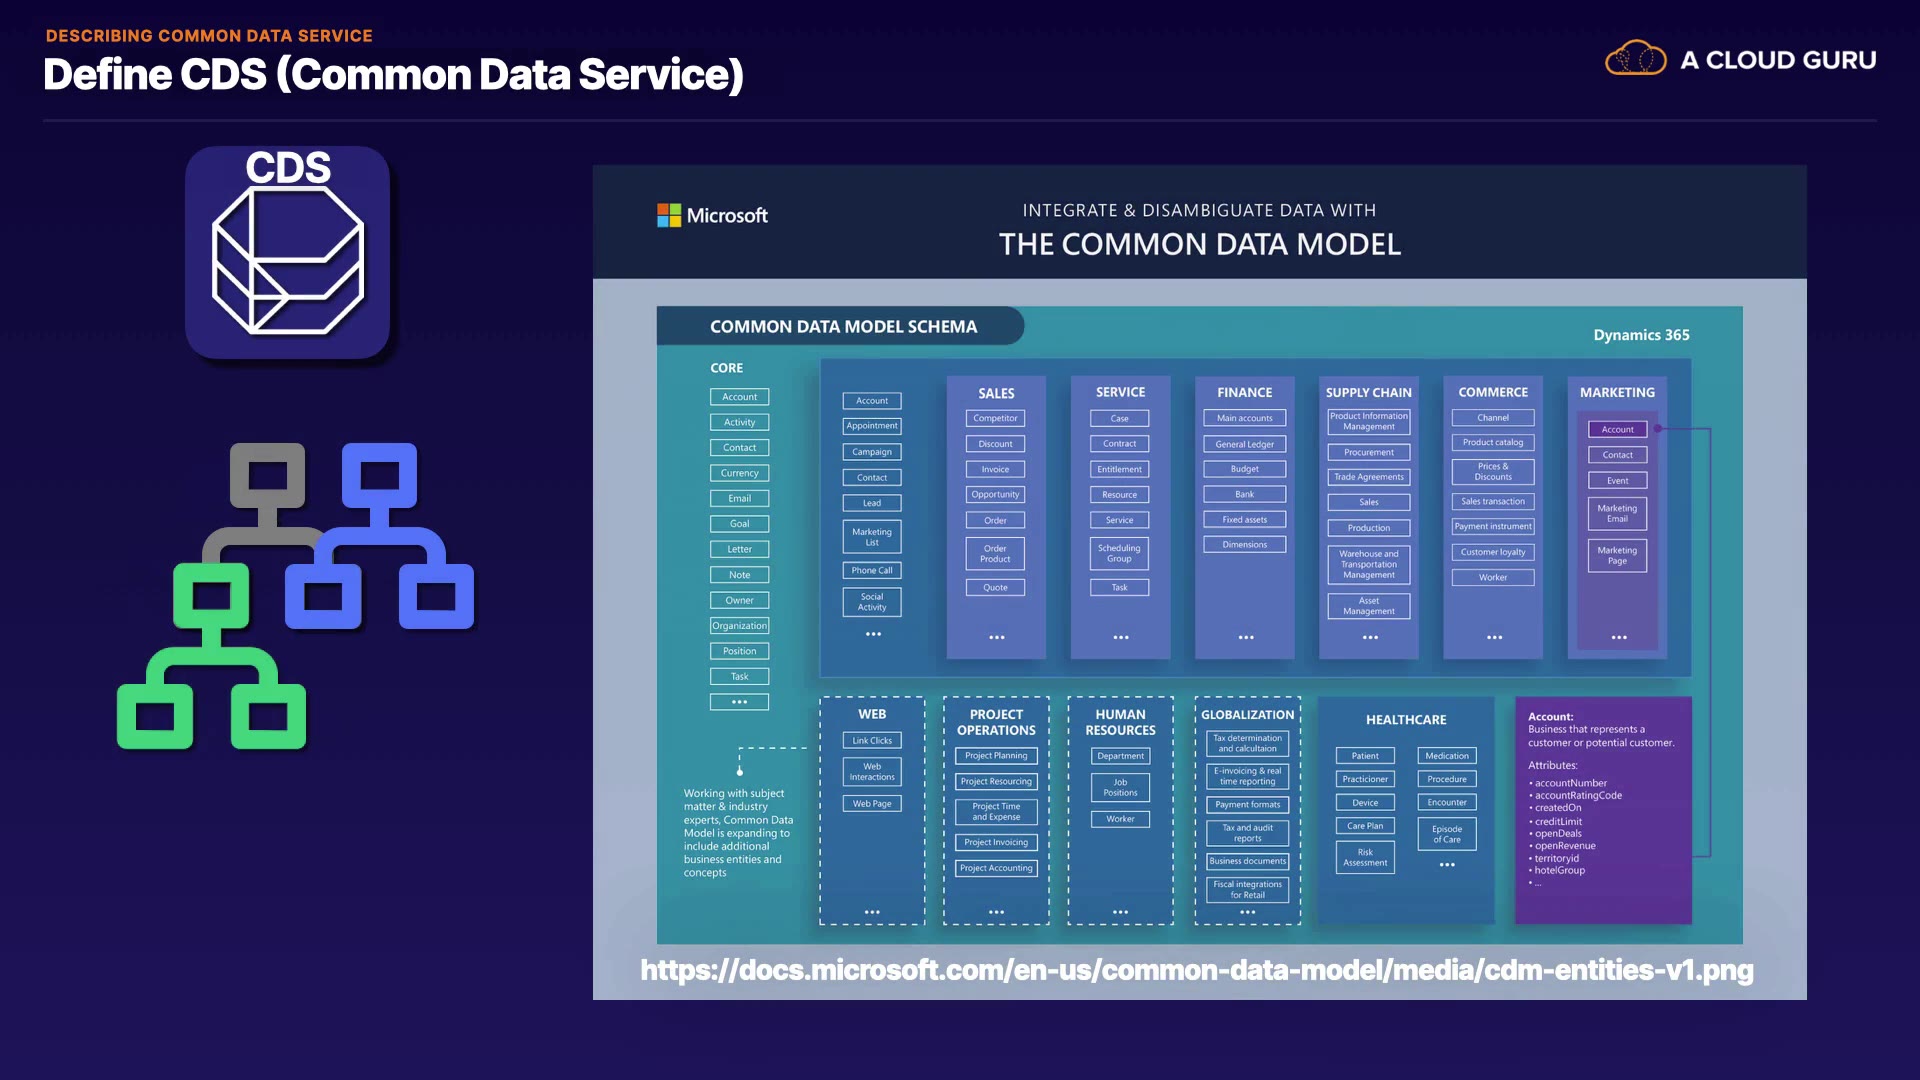 DESCRIBING COMMON DATA SERVICE
Define CDS (Common Data Service)
A CLOUD GURU
CDS
Microsoft
INTEGRATE & DISAMBIGUATE DATA WITH
THE COMMON DATA MODEL
COMMON DATA MODEL SCHEMA
Dynamics 365
CORE
Account
Activity
Contact
Currency
Email
Goal
Letter
Note
Owner
Organization
Position
Task
...
Working with subject
matter & industry
experts, Common Data
Model is expanding to
include additional
business entities and
concepts
Account
Appointment
Campaign
Contact
Lead
Marketing
List
Phone Call
Social
Activity
...
SALES
Competitor
Discount
Invoice
Opportunity
Order
Order
Product
Quote
...
SERVICE
Case
Contract
Entitlement
Resource
Service
Scheduling
Group
Task
...
FINANCE
Main accounts
General Ledger
Budget
Bank
Fixed assets
Dimensions
...
SUPPLY CHAIN
Product Information
Management
Procurement
Trade Agreements
Sales
Production
Warehouse and
Transportation
Management
Asset
Management
...
COMMERCE
Channel
Product catalog
Prices &
Discounts
Sales transaction
Payment instrument
Customer loyalty
Worker
...
MARKETING
Account
Contact
Event
Marketing
Email
Marketing
Page
...
WEB
Link Clicks
Web
Interactions
Web Page
...
PROJECT
OPERATIONS
Project Planning
Project Resourcing
Project Time
and Expense
Project Invoicing
Project Accounting
...
HUMAN
RESOURCES
Department
Job
Positions
Worker
...
GLOBALIZATION
Tax determination
and calcultaion
E-invoicing & real
time reporting
Payment formats
Tax and audit
reports
Business documents
Fiscal integrations
for Retail
...
HEALTHCARE
Patient
Practicioner
Device
Care Plan
Risk
Assessment
Medication
Procedure
Encounter
Episode
of Care
...
Account:
Business that represents a
customer or potential customer.
Attributes:
• accountNumber
• accountRatingCode
• createdOn
• creditLimit
• openDeals
• openRevenue
• territoryid
• hotelGroup
• ...
https://docs.microsoft.com/en-us/common-data-model/media/cdm-entities-v1.png